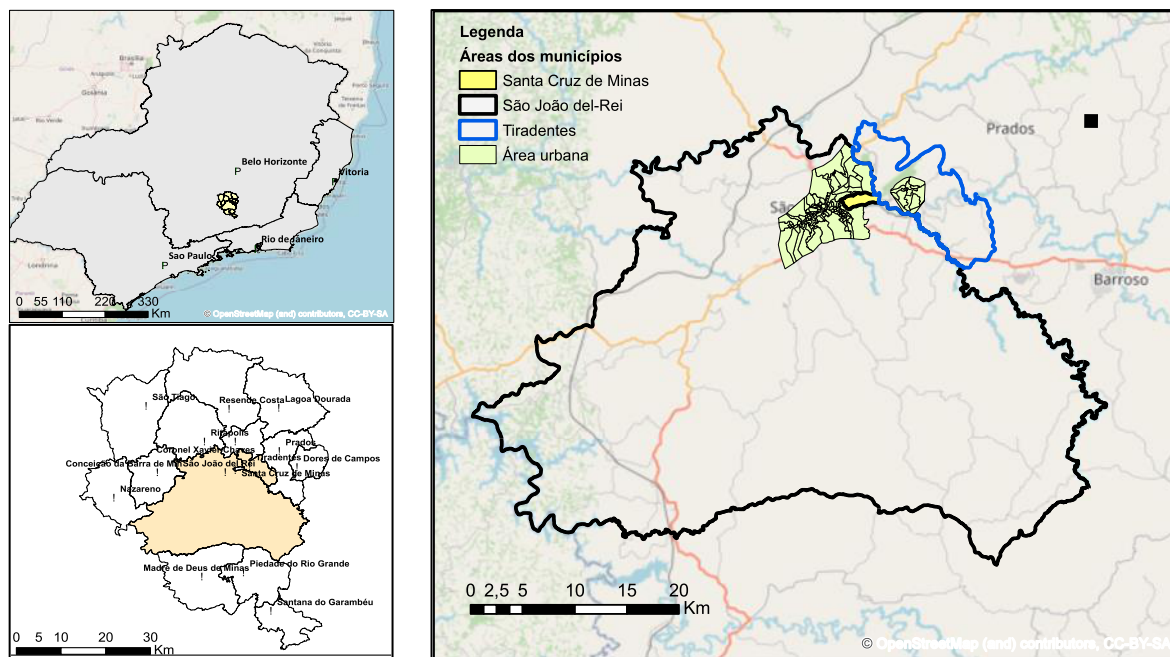 Belo Horizonte
Vitoria
Rio de Janeiro
Sao Paulo
P
P
Brasília
Goiânia
Londrina
0 55 110 220 330
Km
© OpenStreetMap (and) contributors, CC-BY-SA
São Tiago
Resende Costa
Lagoa Dourada
Ritápolis
Prados
Coronel Xavier Chaves
Tiradentes
Dores de Campos
Conceição da Barra de Minas
São João del Rei
Santa Cruz de Minas
Nazareno
Madre de Deus de Minas
Piedade do Rio Grande
Santana do Garambéu
0 5 10 20 30
Km
Legenda
Áreas dos municípios
Santa Cruz de Minas
São João del-Rei
Tiradentes
Área urbana
Prados
São
Barroso
0 2,5 5 10 15 20
Km
© OpenStreetMap (and) contributors, CC-BY-SA